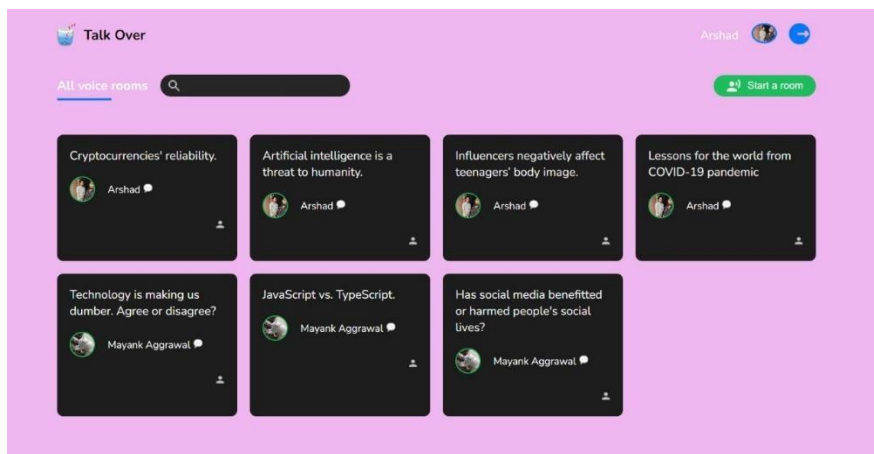 Talk Over
Arshad
All voice rooms
Start a room
Cryptocurrencies' reliability.
Arshad
Artificial intelligence is a
threat to humanity.
Arshad
Influencers negatively affect
teenagers' body image.
Arshad
Lessons for the world from
COVID-19 pandemic
Arshad
Technology is making us
dumber. Agree or disagree?
Mayank Aggrawal
JavaScript vs. TypeScript.
Mayank Aggrawal
Has social media benefitted
or harmed people's social
lives?
Mayank Aggrawal